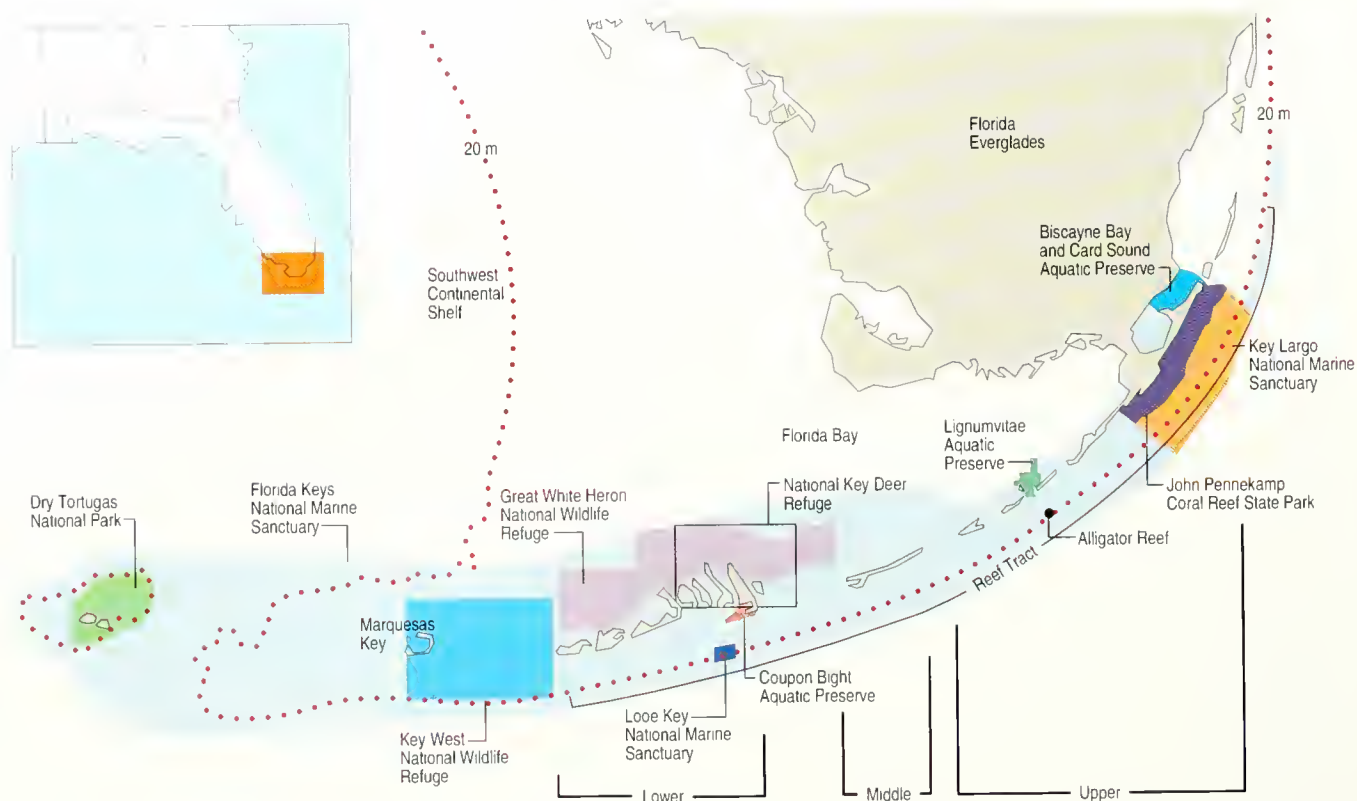 20 m
20 m
Florida
Everglades
Biscayne Bay
and Card Sound
Aquatic Preserve
Southwest
Continental
Shelf
Key Largo
National Marine
Sanctuary
Florida Bay
Lignumvitae
Aquatic
Preserve
Dry Tortugas
National Park
Florida Keys
National Marine
Sanctuary
Great White Heron
National Wildlife
Refuge
National Key Deer
Refuge
John Pennekamp
Coral Reef State Park
Alligator Reef
Reef Tract
Marquesas
Key
Coupon Bight
Aquatic Preserve
Looe Key
National Marine
Sanctuary
Key West
National Wildlife
Refuge
Lower
Middle
Upper